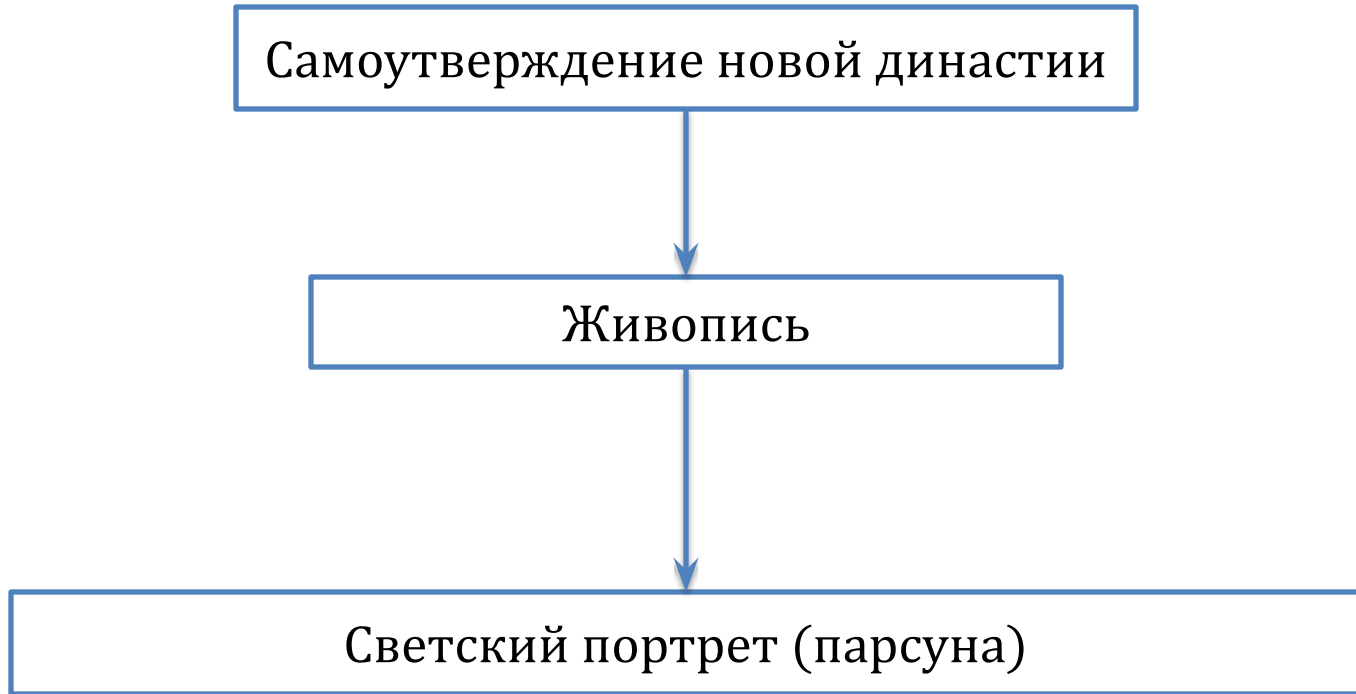 Самоутверждение новой династии
Живопись
Светский портрет (парсуна)